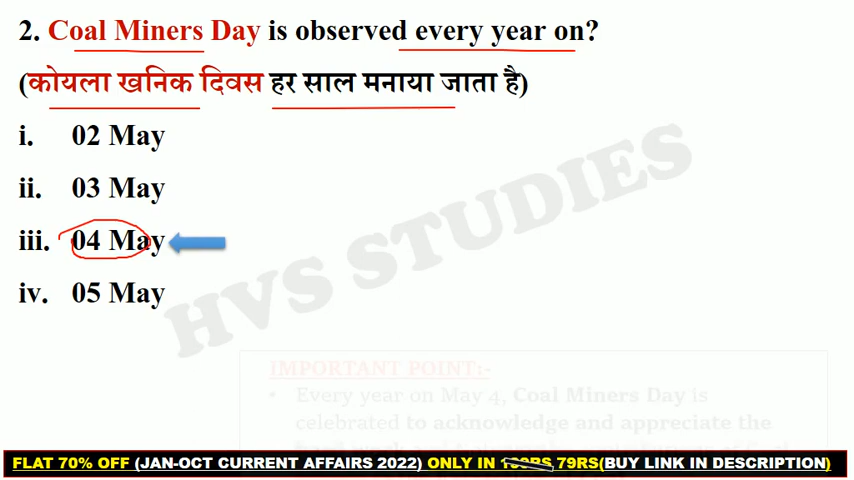 2. Coal Miners Day is observed every year on?
(कोयला खनिक दिवस हर साल मनाया जाता है)
i. 02 May
ii. 03 May
iii. 04 May
iv. 05 May
HVS STUDIES
IMPORTANT POINT:-
• Every year on May 4, Coal Miners Day is
celebrated to acknowledge and appreciate the
FLAT 70% OFF (JAN-OCT CURRENT AFFAIRS 2022) ONLY IN 199RS 79RS(BUY LINK IN DESCRIPTION)